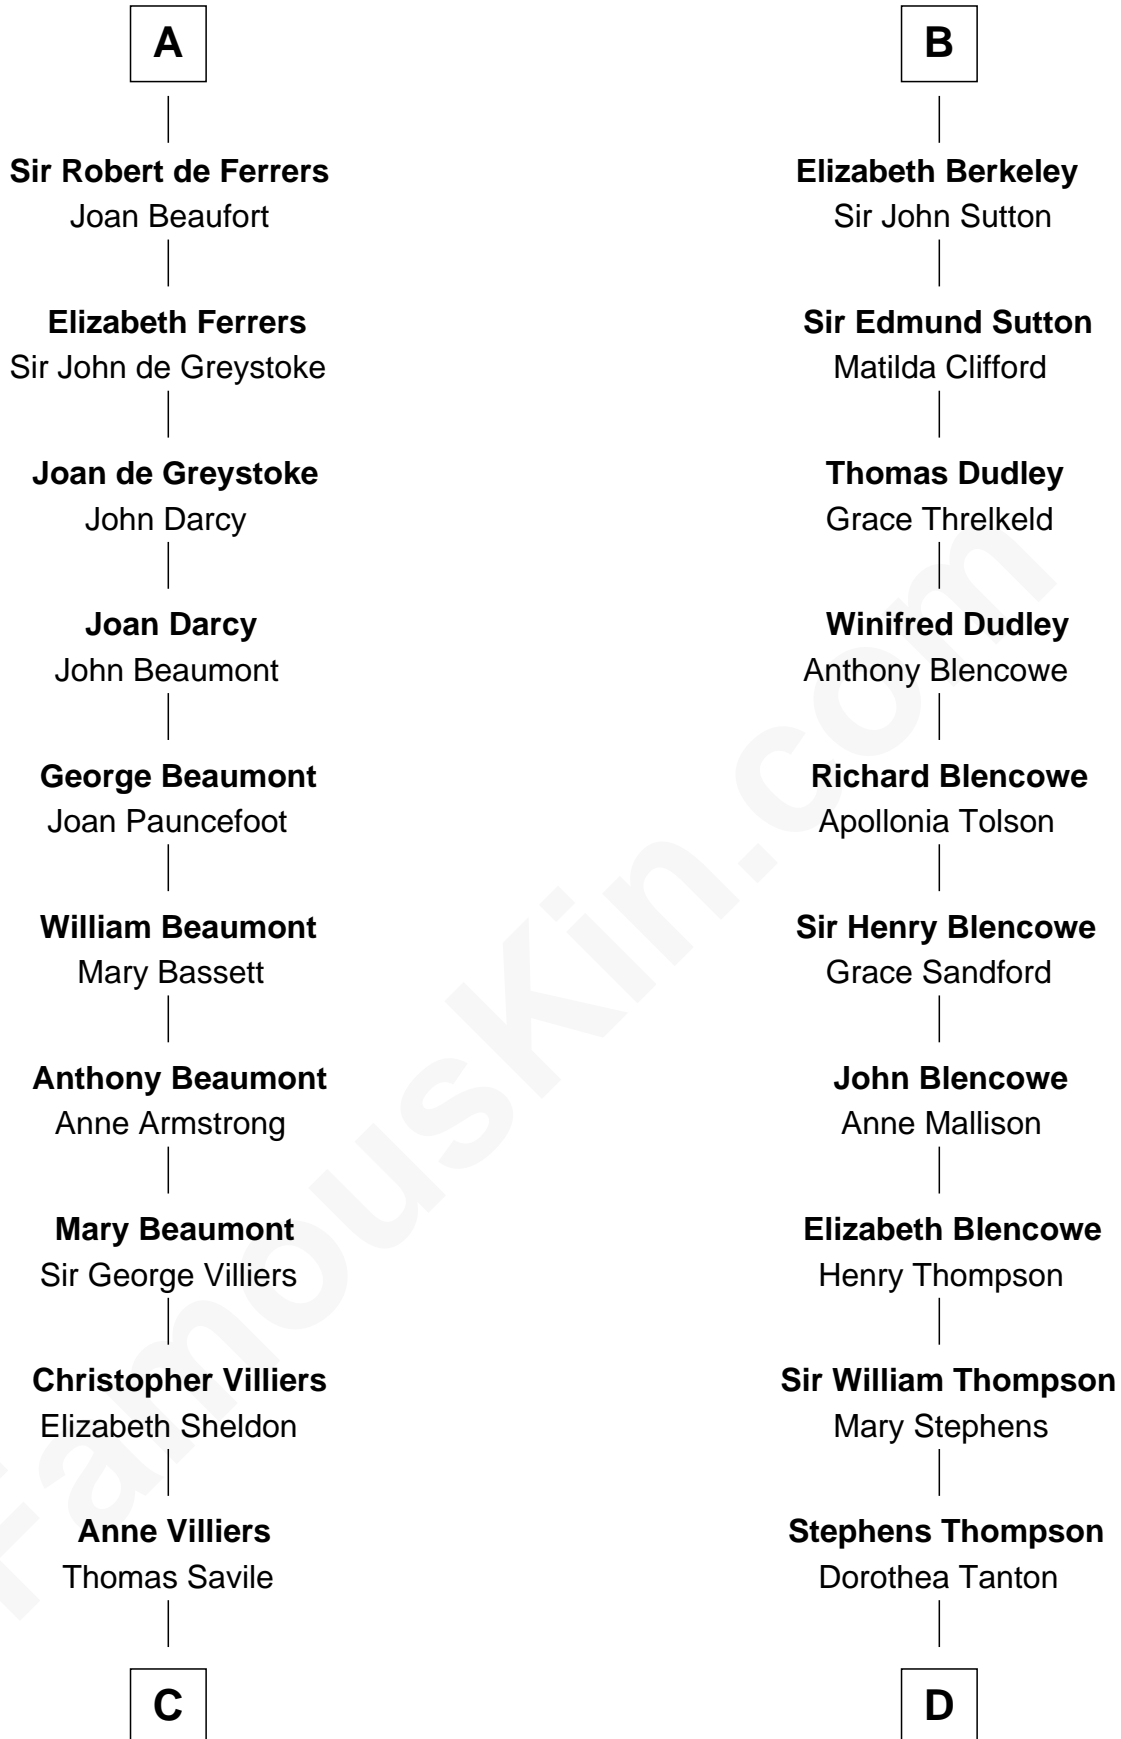 A
Sir Robert de Ferrers
Joan Beaufort
Elizabeth Ferrers
Sir John de Greystoke
Joan de Greystoke
John Darcy
Joan Darcy
John Beaumont
George Beaumont
Joan Pauncefoot
William Beaumont
Mary Bassett
Anthony Beaumont
Anne Armstrong
Mary Beaumont
Sir George Villiers
Christopher Villiers
Elizabeth Sheldon
Anne Villiers
Thomas Savile
C
B
Elizabeth Berkeley
Sir John Sutton
Sir Edmund Sutton
Matilda Clifford
Thomas Dudley
Grace Threlkeld
Winifred Dudley
Anthony Blencowe
Richard Blencowe
Apollonia Tolson
Sir Henry Blencowe
Grace Sandford
John Blencowe
Anne Mallison
Elizabeth Blencowe
Henry Thompson
Sir William Thompson
Mary Stephens
Stephens Thompson
Dorothea Tanton
D
FamousKin.com